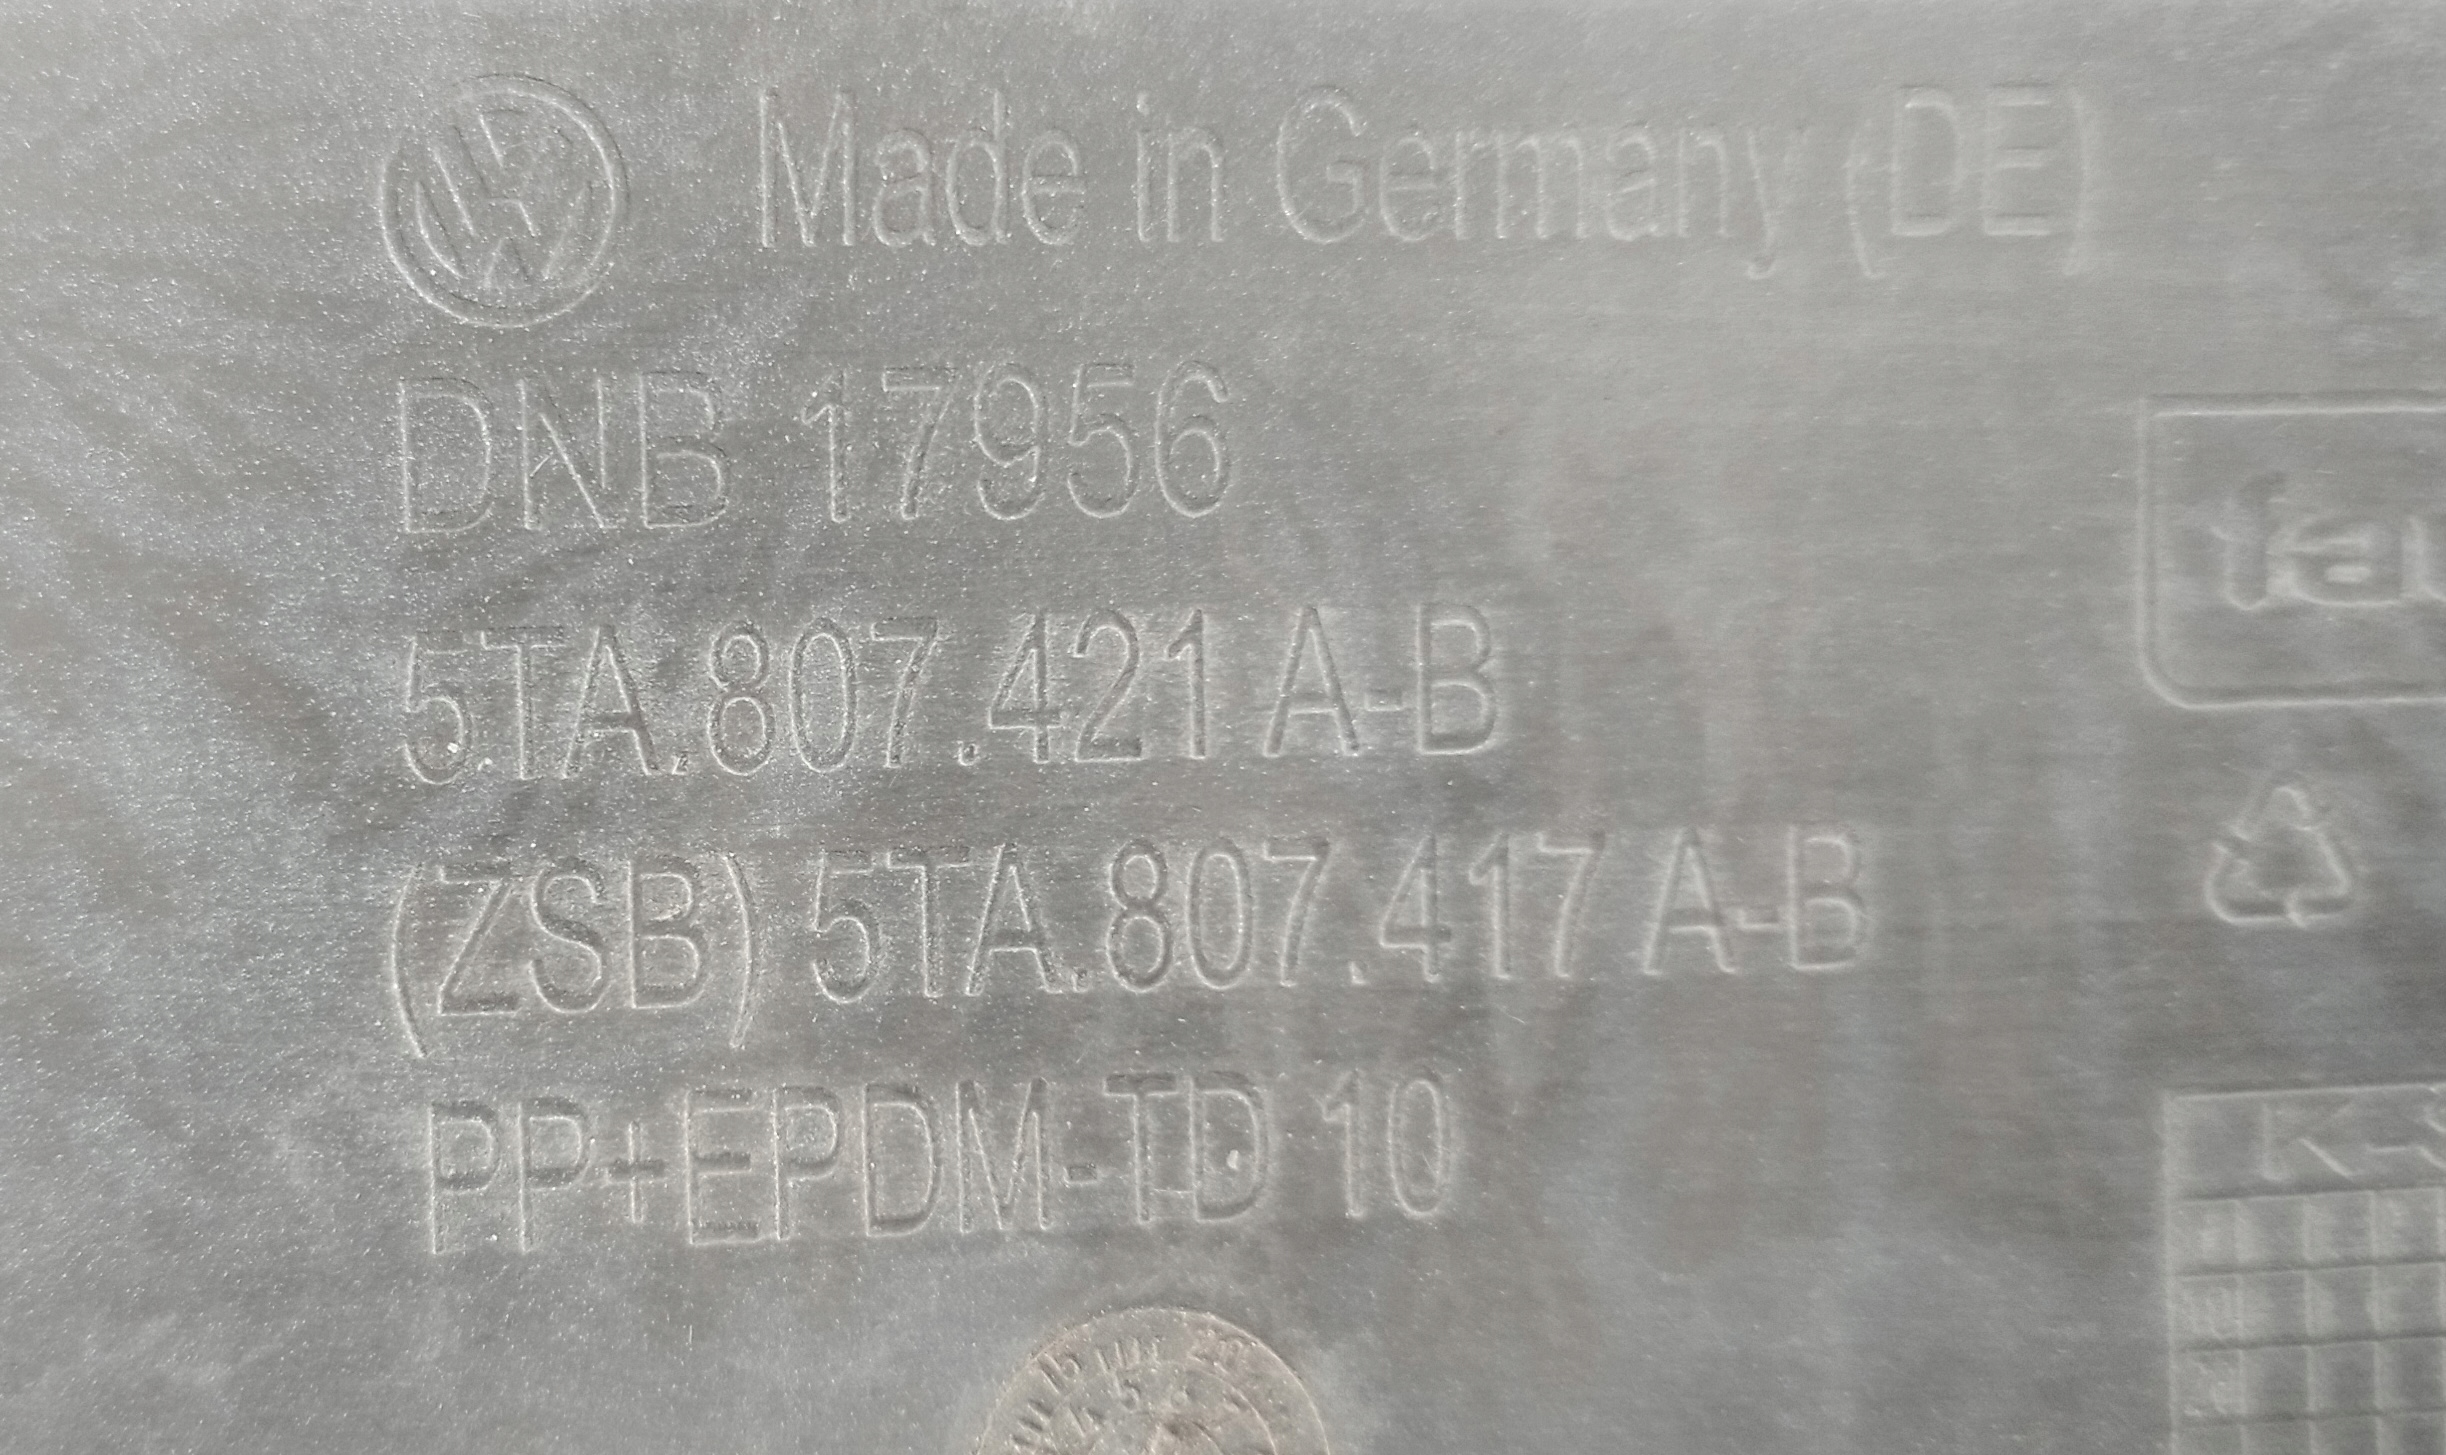 Made in Germany (DE)
DNB 17956
5TA.807.421 A-B
(ZSB) 5TA.807.417 A-B
PP+EPDM-TD 10